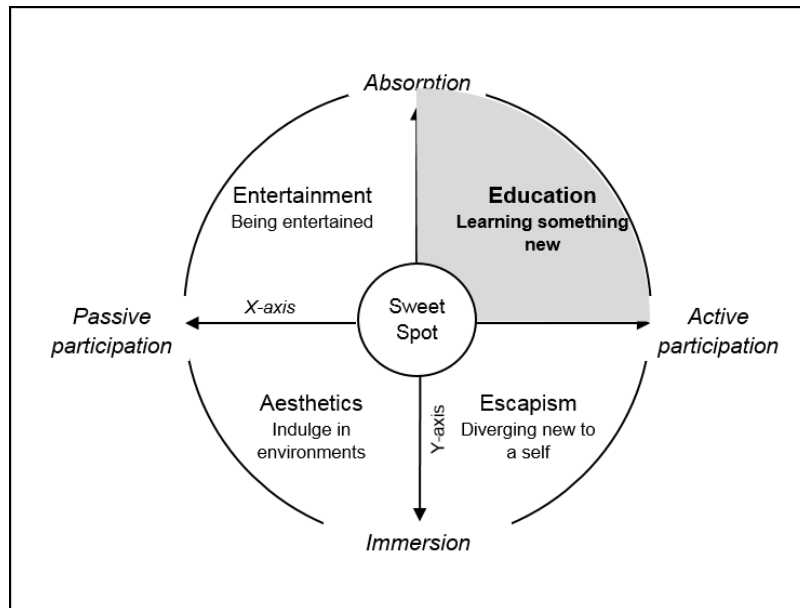 Absorption
Entertainment
Being entertained
Education
Learning something
new
X-axis
Sweet
Spot
Passive
participation
Active
participation
Aesthetics
Indulge in
environments
Y-axis
Escapism
Diverging new to
a self
Immersion